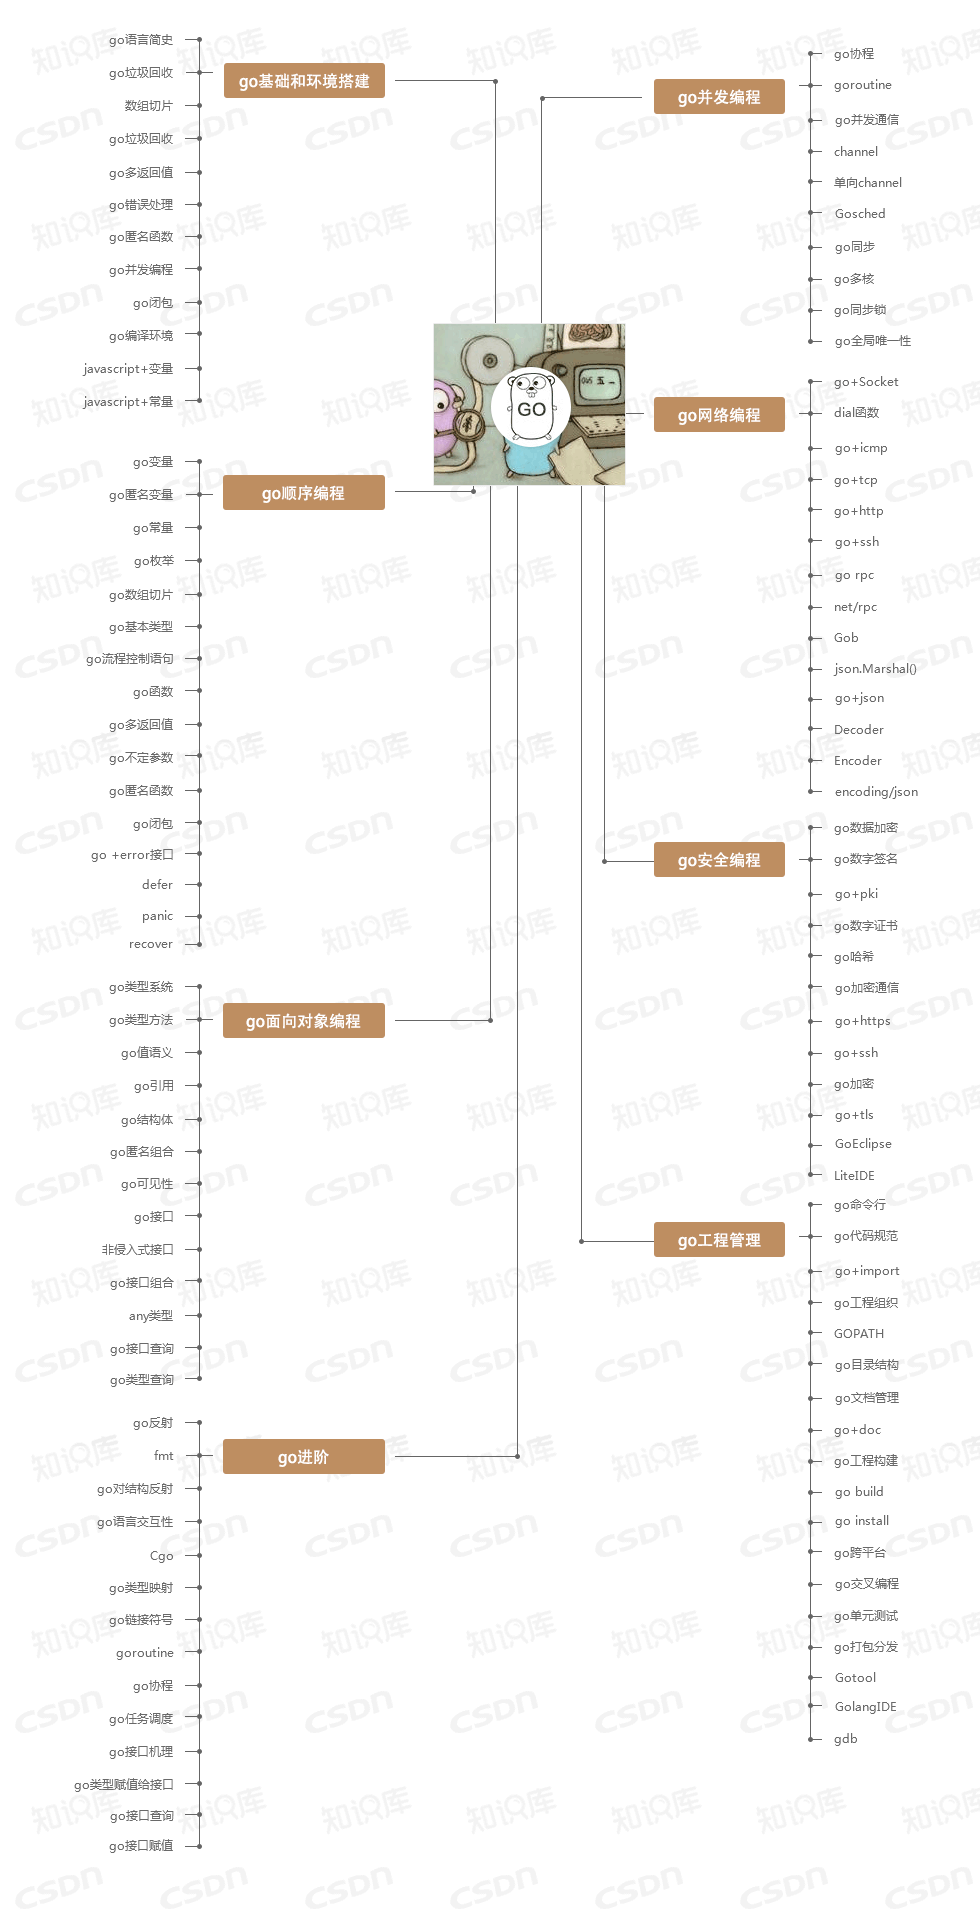 go基础和环境搭建
go语言简史
go垃圾回收
数组切片
go垃圾回收
go多返回值
go错误处理
go匿名函数
go并发编程
go闭包
go编译环境
javascript+变量
javascript+常量
go顺序编程
go变量
go匿名变量
go常量
go枚举
go数组切片
go基本类型
go流程控制语句
go函数
go多返回值
go不定参数
go匿名函数
go闭包
go +error接口
defer
panic
recover
go面向对象编程
go类型系统
go类型方法
go值语义
go引用
go结构体
go匿名组合
go可见性
go接口
非侵入式接口
go接口组合
any类型
go接口查询
go类型查询
go进阶
go反射
fmt
go对结构反射
go语言交互性
Cgo
go类型映射
go链接符号
goroutine
go协程
go任务调度
go接口机理
go类型赋值给接口
go接口查询
go接口赋值
GO
go并发编程
go协程
goroutine
go并发通信
channel
单向channel
Gosched
go同步
go多核
go同步锁
go全局唯一性
go网络编程
go+Socket
dial函数
go+icmp
go+tcp
go+http
go+ssh
go rpc
net/rpc
Gob
json.Marshal()
go+json
Decoder
Encoder
encoding/json
go安全编程
go数据加密
go数字签名
go+pki
go数字证书
go哈希
go加密通信
go+https
go+ssh
go加密
go+tls
GoEclipse
LiteIDE
go工程管理
go命令行
go代码规范
go+import
go工程组织
GOPATH
go目录结构
go文档管理
go+doc
go工程构建
go build
go install
go跨平台
go交叉编程
go单元测试
go打包分发
Gotool
GolangIDE
gdb
知识库
CSDN